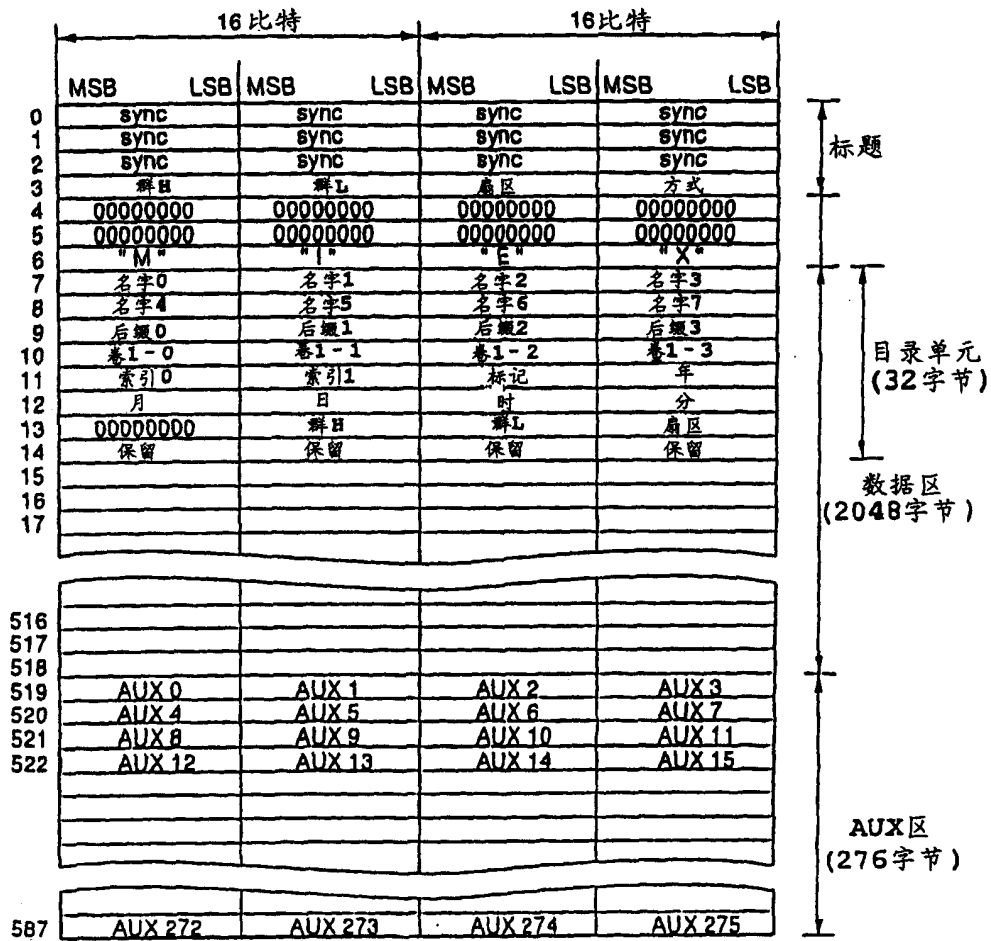 16比特 16比特
MSB LSB MSB LSB MSB LSB MSB LSB
0 sync sync sync sync
1 sync sync sync sync
2 sync sync sync sync
标题
3 群H 群L 扇区 方式
4 00000000 00000000 00000000 00000000
5 00000000 00000000 00000000 00000000
6 "M" "I" "E" "X"
7 名字0 名字1 名字2 名字3
8 名字4 名字5 名字6 名字7
9 后缀0 后缀1 后缀2 后缀3
10 卷1-0 卷1-1 卷1-2 卷1-3
目录单元
(32字节)
11 索引0 索引1 标记 年
12 月 日 时 分
13 00000000 群H 群L 扇区
14 保留 保留 保留 保留
15
16
17
数据区
(2048字节)
516
517
518
519 AUX 0 AUX 1 AUX 2 AUX 3
520 AUX 4 AUX 5 AUX 6 AUX 7
521 AUX 8 AUX 9 AUX 10 AUX 11
522 AUX 12 AUX 13 AUX 14 AUX 15
AUX区
(276字节)
587 AUX 272 AUX 273 AUX 274 AUX 275